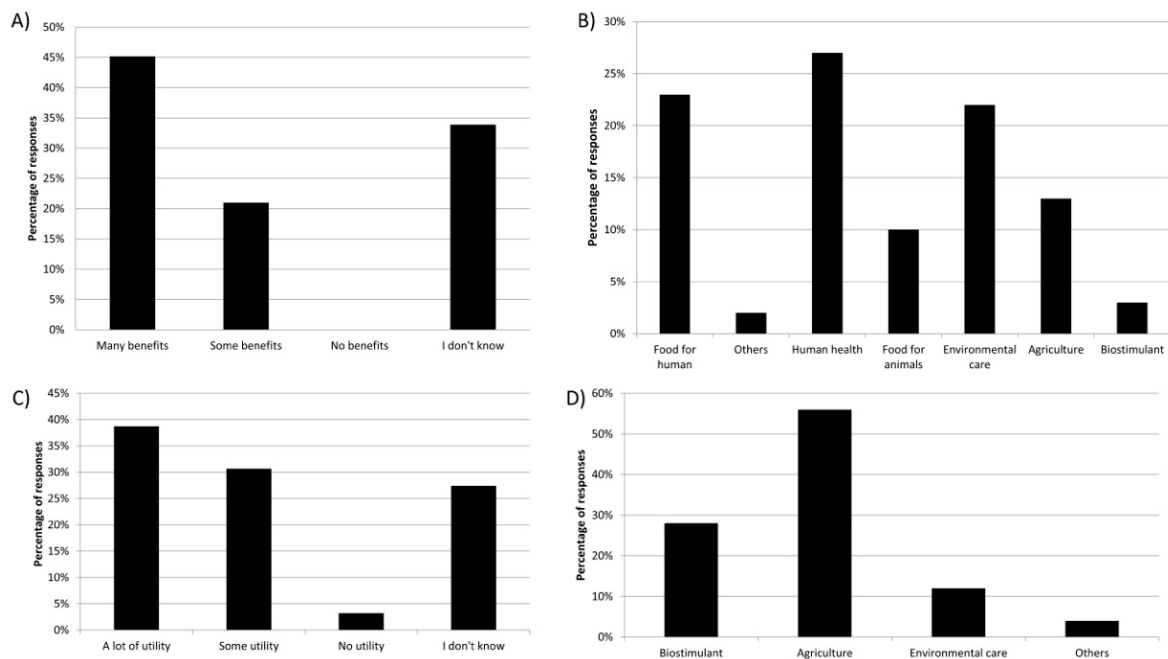 A)
Percentage of responses
50%
45%
40%
35%
30%
25%
20%
15%
10%
5%
0%
Many benefits Some benefits No benefits I don't know
B)
Percentage of responses
30%
25%
20%
15%
10%
5%
0%
Food for human Others Human health Food for animals Environmental care Agriculture Biostimulant
C)
Percentage of responses
45%
40%
35%
30%
25%
20%
15%
10%
5%
0%
A lot of utility Some utility No utility I don't know
D)
Percentage of responses
60%
50%
40%
30%
20%
10%
0%
Biostimulant Agriculture Environmental care Others